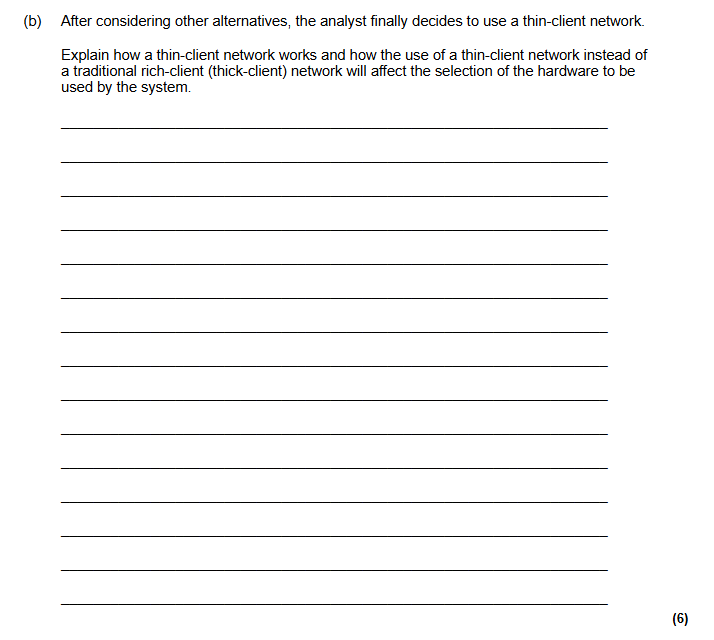 (b) After considering other alternatives, the analyst finally decides to use a thin-client network.
Explain how a thin-client network works and how the use of a thin-client network instead of
a traditional rich-client (thick-client) network will affect the selection of the hardware to be
used by the system.
(6)